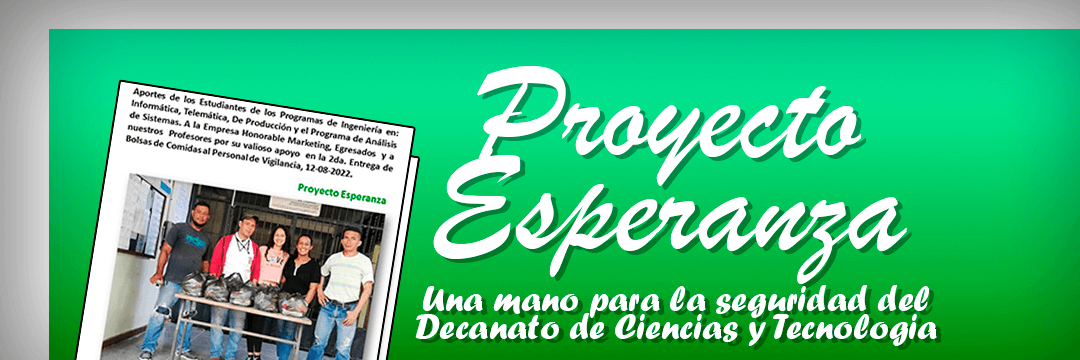 Aportes de los Estudiantes de los Programas de Ingeniería en:
Informática, Telemática, De Producción y el Programa de Análisis
de Sistemas. A la Empresa Honorable Marketing, Egresados y a
nuestros Profesores por su valioso apoyo en la 2da. Entrega de
Bolsas de Comidas al Personal de Vigilancia, 12-08-2022.
Proyecto Esperanza
Proyecto
Esperanza
Una mano para la seguridad del
Decanato de Ciencias y Tecnologia